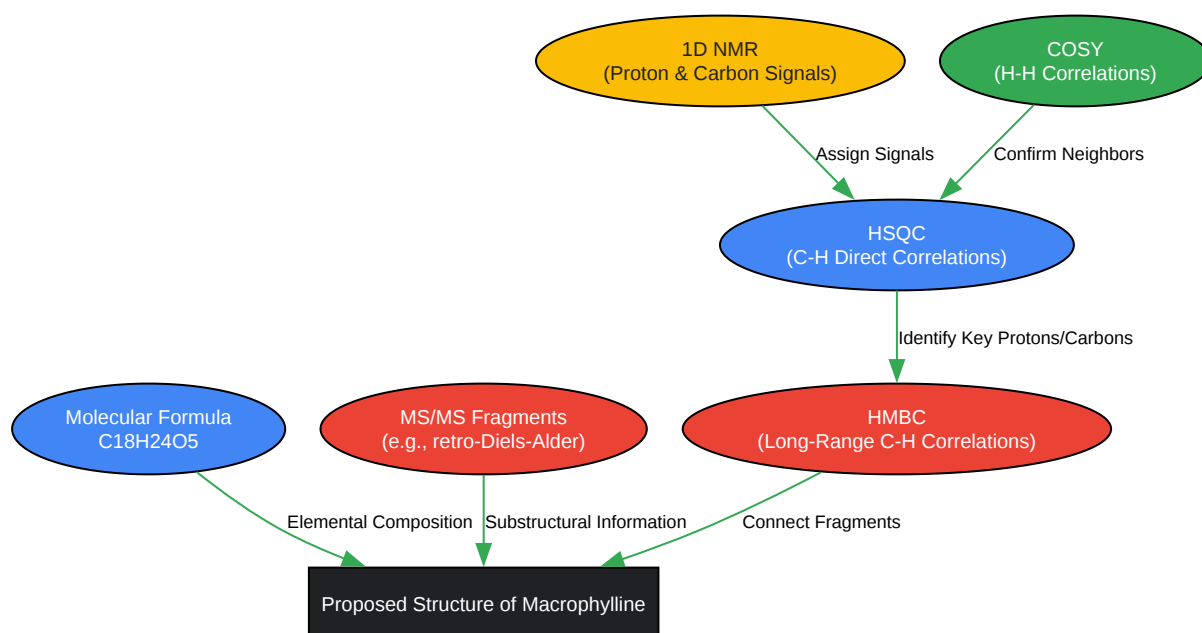 1D NMR
(Proton & Carbon Signals)
COSY
(H-H Correlations)
Assign Signals
Confirm Neighbors
HSQC
(C-H Direct Correlations)
Identify Key Protons/Carbons
Molecular Formula
C18H24O5
MS/MS Fragments
(e.g., retro-Diels-Alder)
HMBC
(Long-Range C-H Correlations)
Elemental Composition
Substructural Information
Connect Fragments
Proposed Structure of Macrophylline